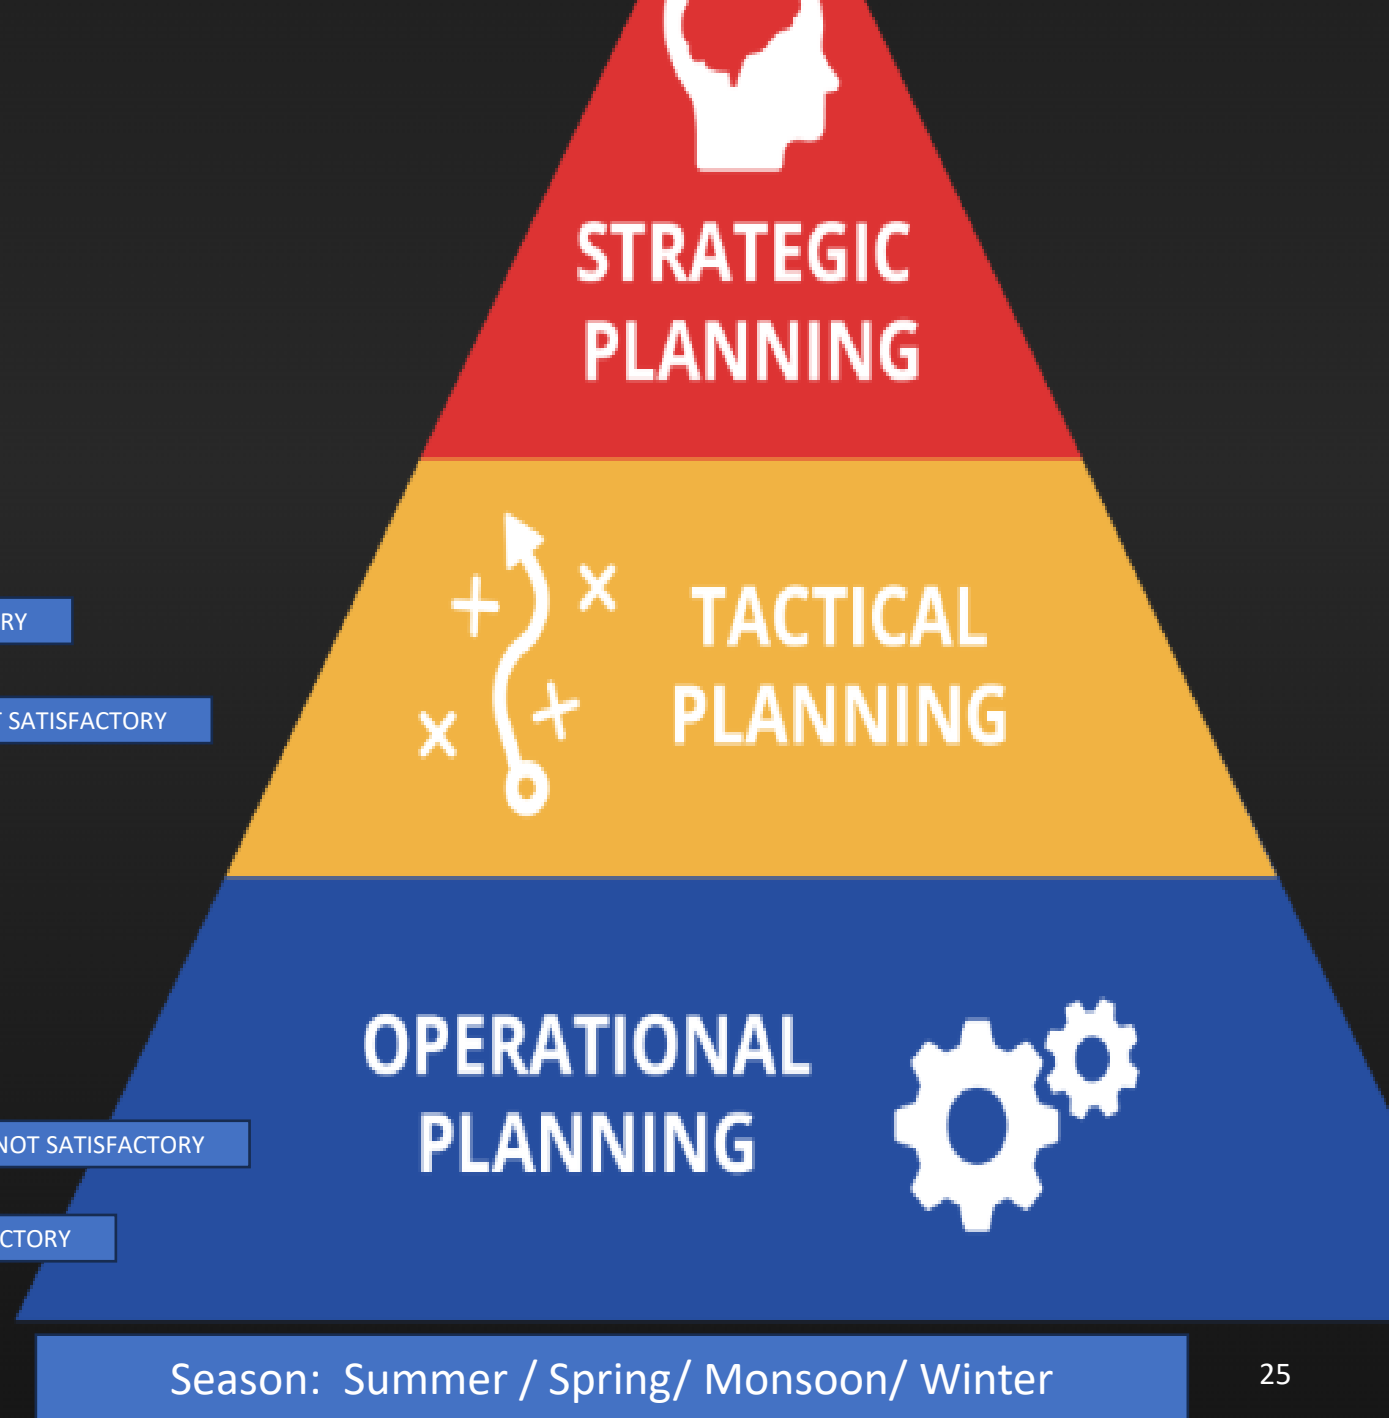 STRATEGIC
PLANNING
RY
SATISFACTORY
TACTICAL
PLANNING
OPERATIONAL
PLANNING
NOT SATISFACTORY
CTORY
Season: Summer / Spring/ Monsoon/ Winter
25